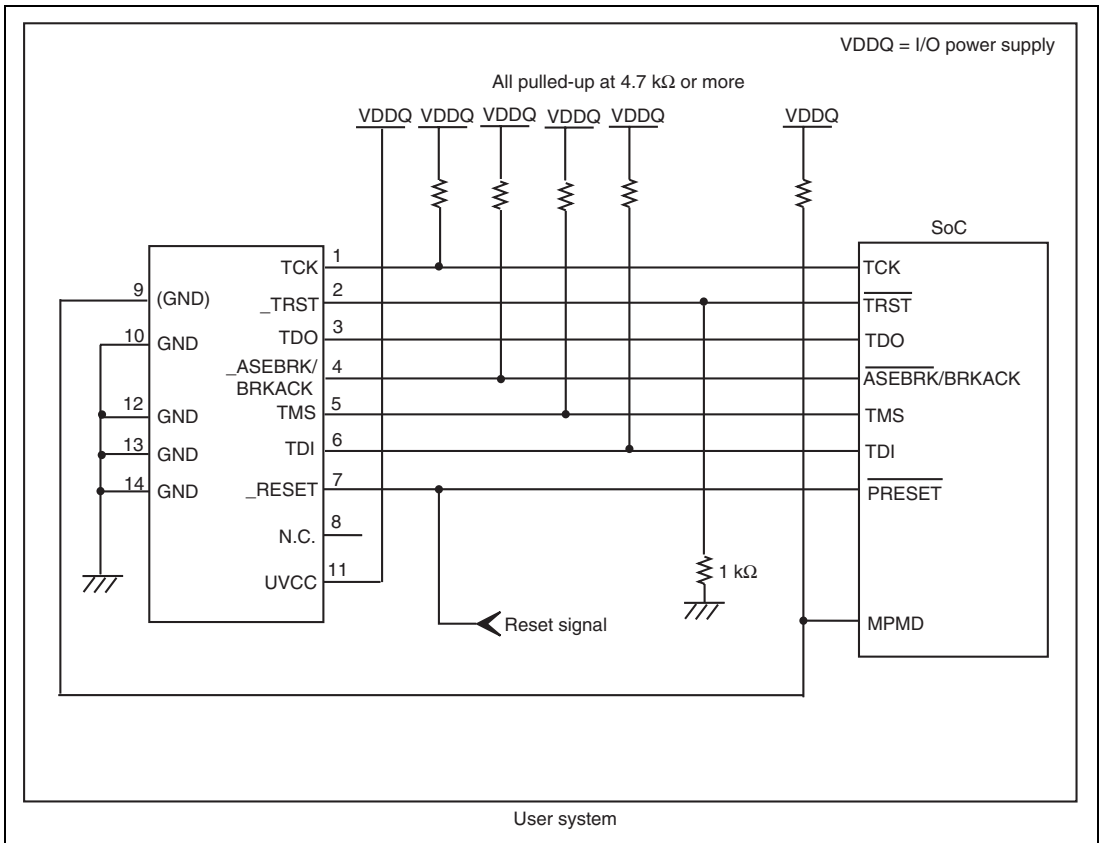 VDDQ = I/O power supply
All pulled-up at 4.7 kΩ or more
VDDQ VDDQ VDDQ VDDQ VDDQ VDDQ
SoC
TCK 1 TCK
9 (GND) _TRST 2 TRST
10 GND TDO 3 TDO
_ASEBRK/
BRKACK 4 ASEBRK/BRKACK
12 GND TMS 5 TMS
13 GND TDI 6 TDI
14 GND _RESET 7 PRESET
N.C. 8
UVCC 11
1 kΩ
Reset signal
MPMD
User system